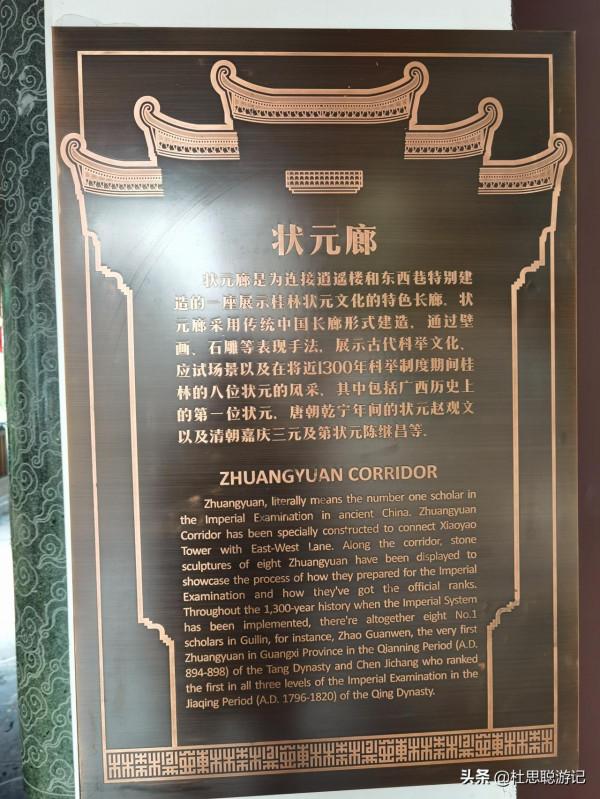 状元廊
状元廊是为连接逍遥楼和东西巷特别建
造的一座展示桂林状元文化的特色长廊。状
元廊采用传统中国长廊形式建造，通过壁
画、石雕等表现手法，展示古代科举文化、
应试场景以及在将近1300年科举制度期间桂
林的八位状元的风采，其中包括广西历史上
的第一位状元，唐朝乾宁年间的状元赵观文
以及清朝嘉庆三元及第状元陈继昌等.
ZHUANGYUAN CORRIDOR
Zhuangyuan, literally means the number one scholar in
the Imperial Examination in ancient China. Zhuangyuan
Corridor has been specially constructed to connect Xiaoyao
Tower with East-West Lane. Along the corridor, stone
sculptures of eight Zhuangyuan have been displayed to
showcase the process of how they prepared for the Imperial
Examination and how they've got the official ranks.
Throughout the 1,300-year history when the Imperial System
has been implemented, there're altogether eight No.1
scholars in Guilin, for instance, Zhao Guanwen, the very first
Zhuangyuan in Guangxi Province in the Qianning Period (A.D.
894-898) of the Tang Dynasty and Chen Jichang who ranked
the first in all three levels of the Imperial Examination in the
Jiaqing Period (A.D. 1796-1820) of the Qing Dynasty.
头条 @杜思聪游记